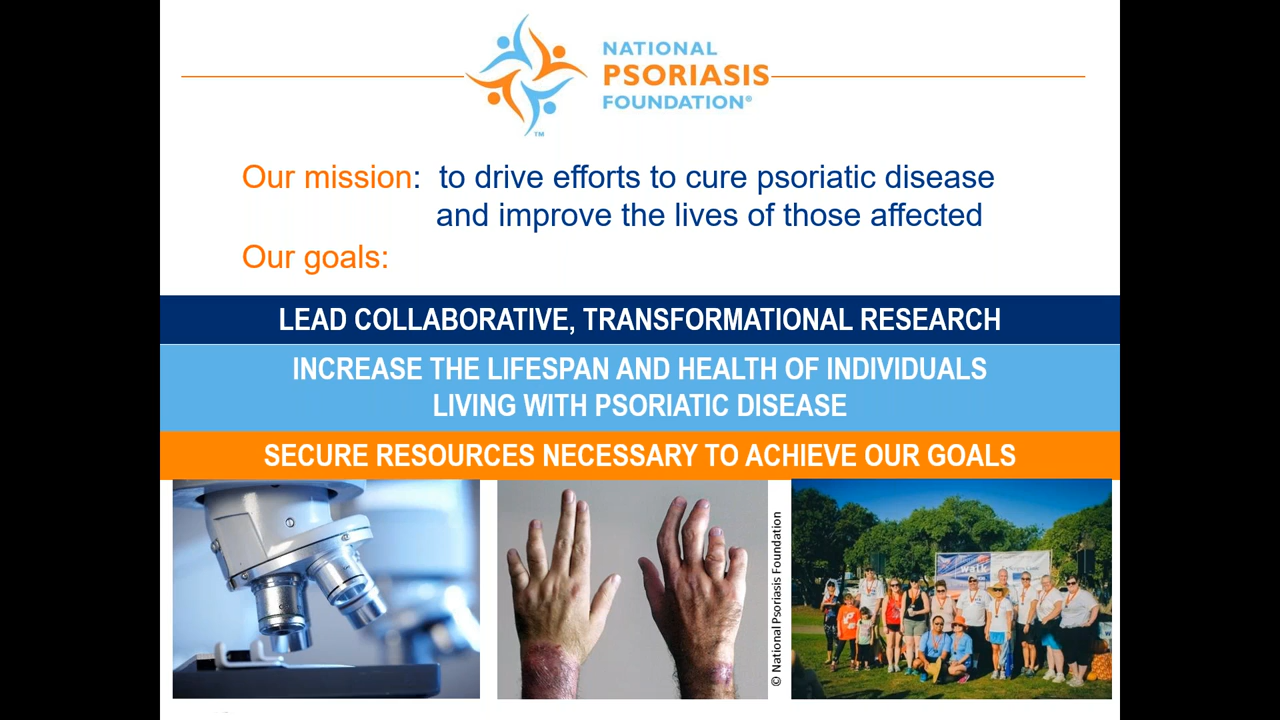 NATIONAL
PSORIASIS
FOUNDATION®
TM
Our mission: to drive efforts to cure psoriatic disease
and improve the lives of those affected
Our goals:
LEAD COLLABORATIVE, TRANSFORMATIONAL RESEARCH
INCREASE THE LIFESPAN AND HEALTH OF INDIVIDUALS
LIVING WITH PSORIATIC DISEASE
SECURE RESOURCES NECESSARY TO ACHIEVE OUR GOALS
© National Psoriasis Foundation
walk